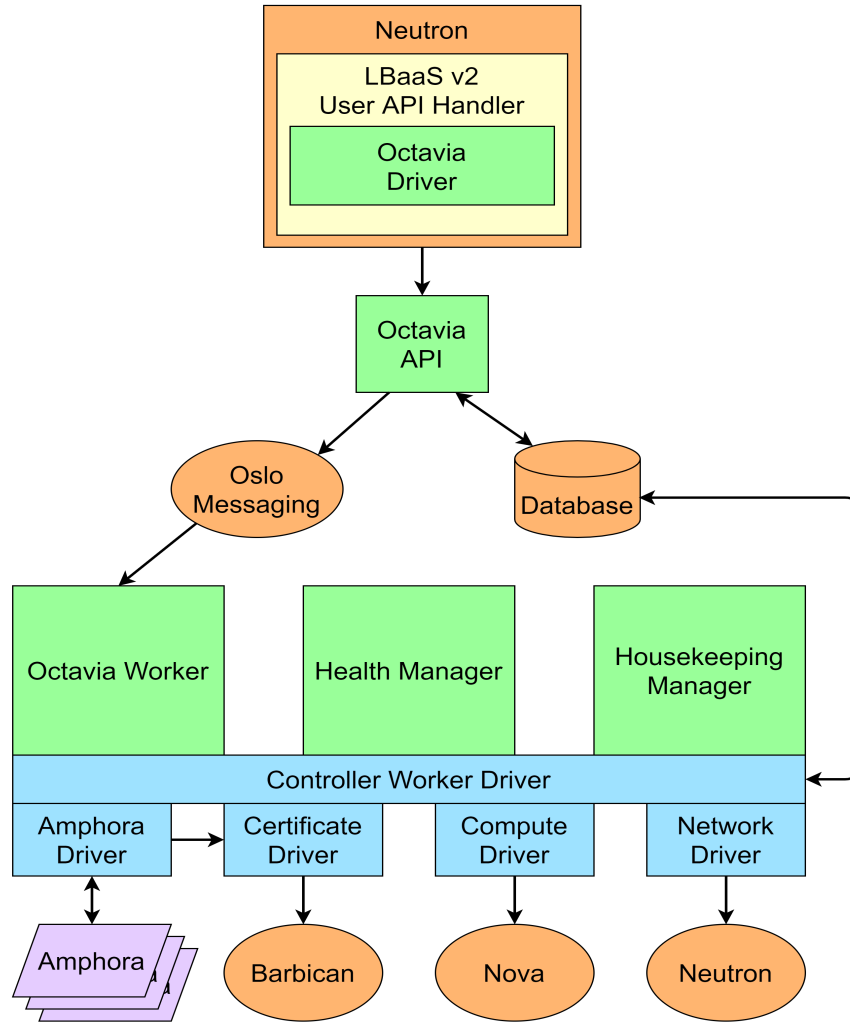 Neutron
LBaaS v2
User API Handler
Octavia
Driver
Octavia
API
Oslo
Messaging
Database
Octavia Worker
Health Manager
Housekeeping
Manager
Controller Worker Driver
Amphora
Driver
Certificate
Driver
Compute
Driver
Network
Driver
Amphora
Barbican
Nova
Neutron